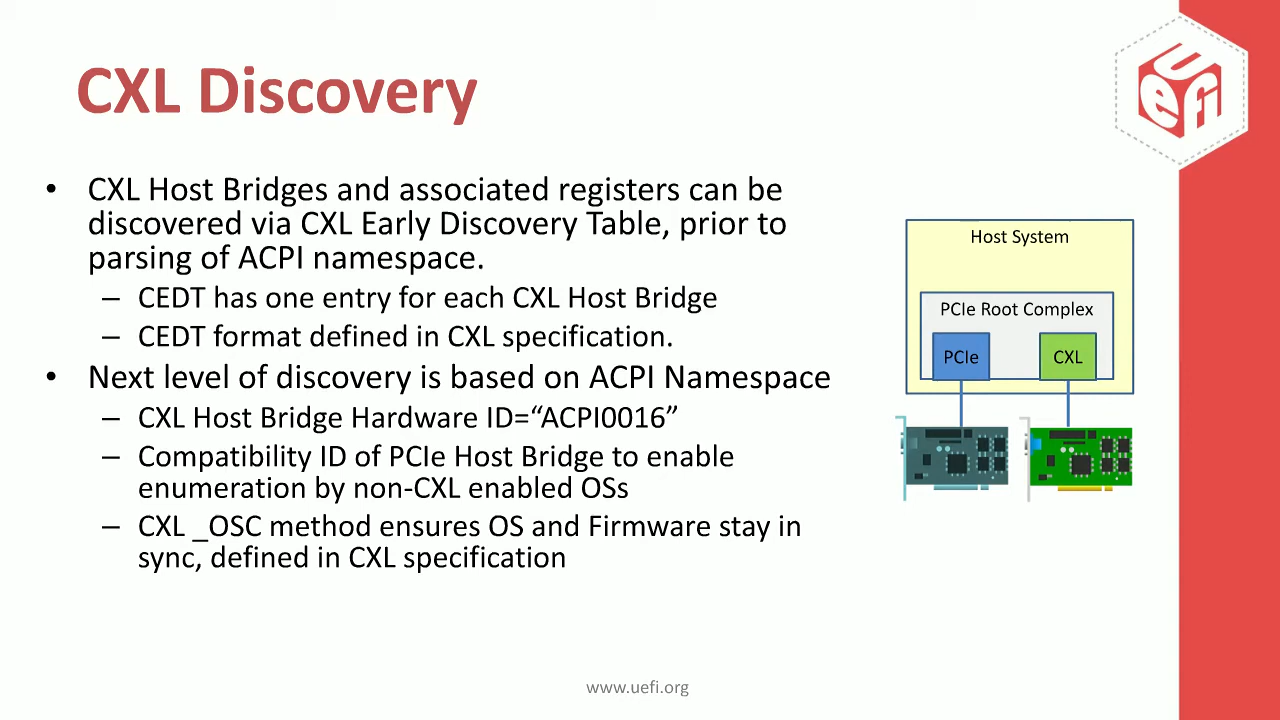 CXL Discovery
UEFI
• CXL Host Bridges and associated registers can be
discovered via CXL Early Discovery Table, prior to
parsing of ACPI namespace.
– CEDT has one entry for each CXL Host Bridge
– CEDT format defined in CXL specification.
• Next level of discovery is based on ACPI Namespace
– CXL Host Bridge Hardware ID=“ACPI0016”
– Compatibility ID of PCIe Host Bridge to enable
enumeration by non-CXL enabled OSs
– CXL _OSC method ensures OS and Firmware stay in
sync, defined in CXL specification
Host System
PCIe Root Complex
PCIe
CXL
www.uefi.org